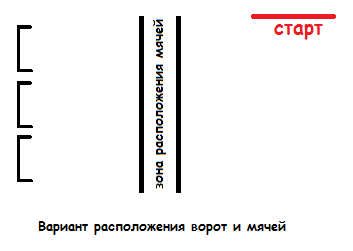 старт
зона расположения мячей
Вариант расположения ворот и мячей